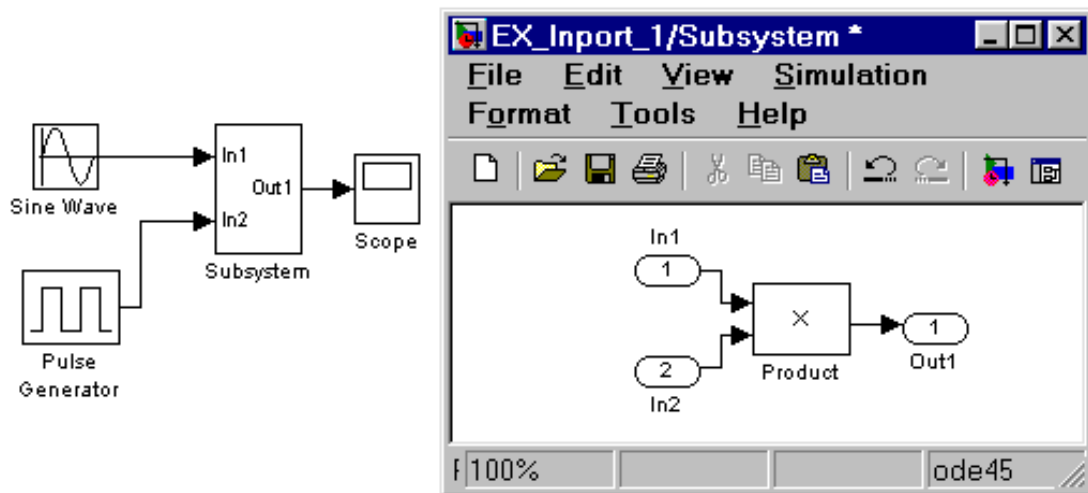 Sine Wave
Pulse
Generator
In1
Out1
In2
Subsystem
Scope
EX_Inport_1/Subsystem *
File Edit View Simulation
Format Tools Help
In1
1
2
In2
×
Product
1
Out1
100%
ode45